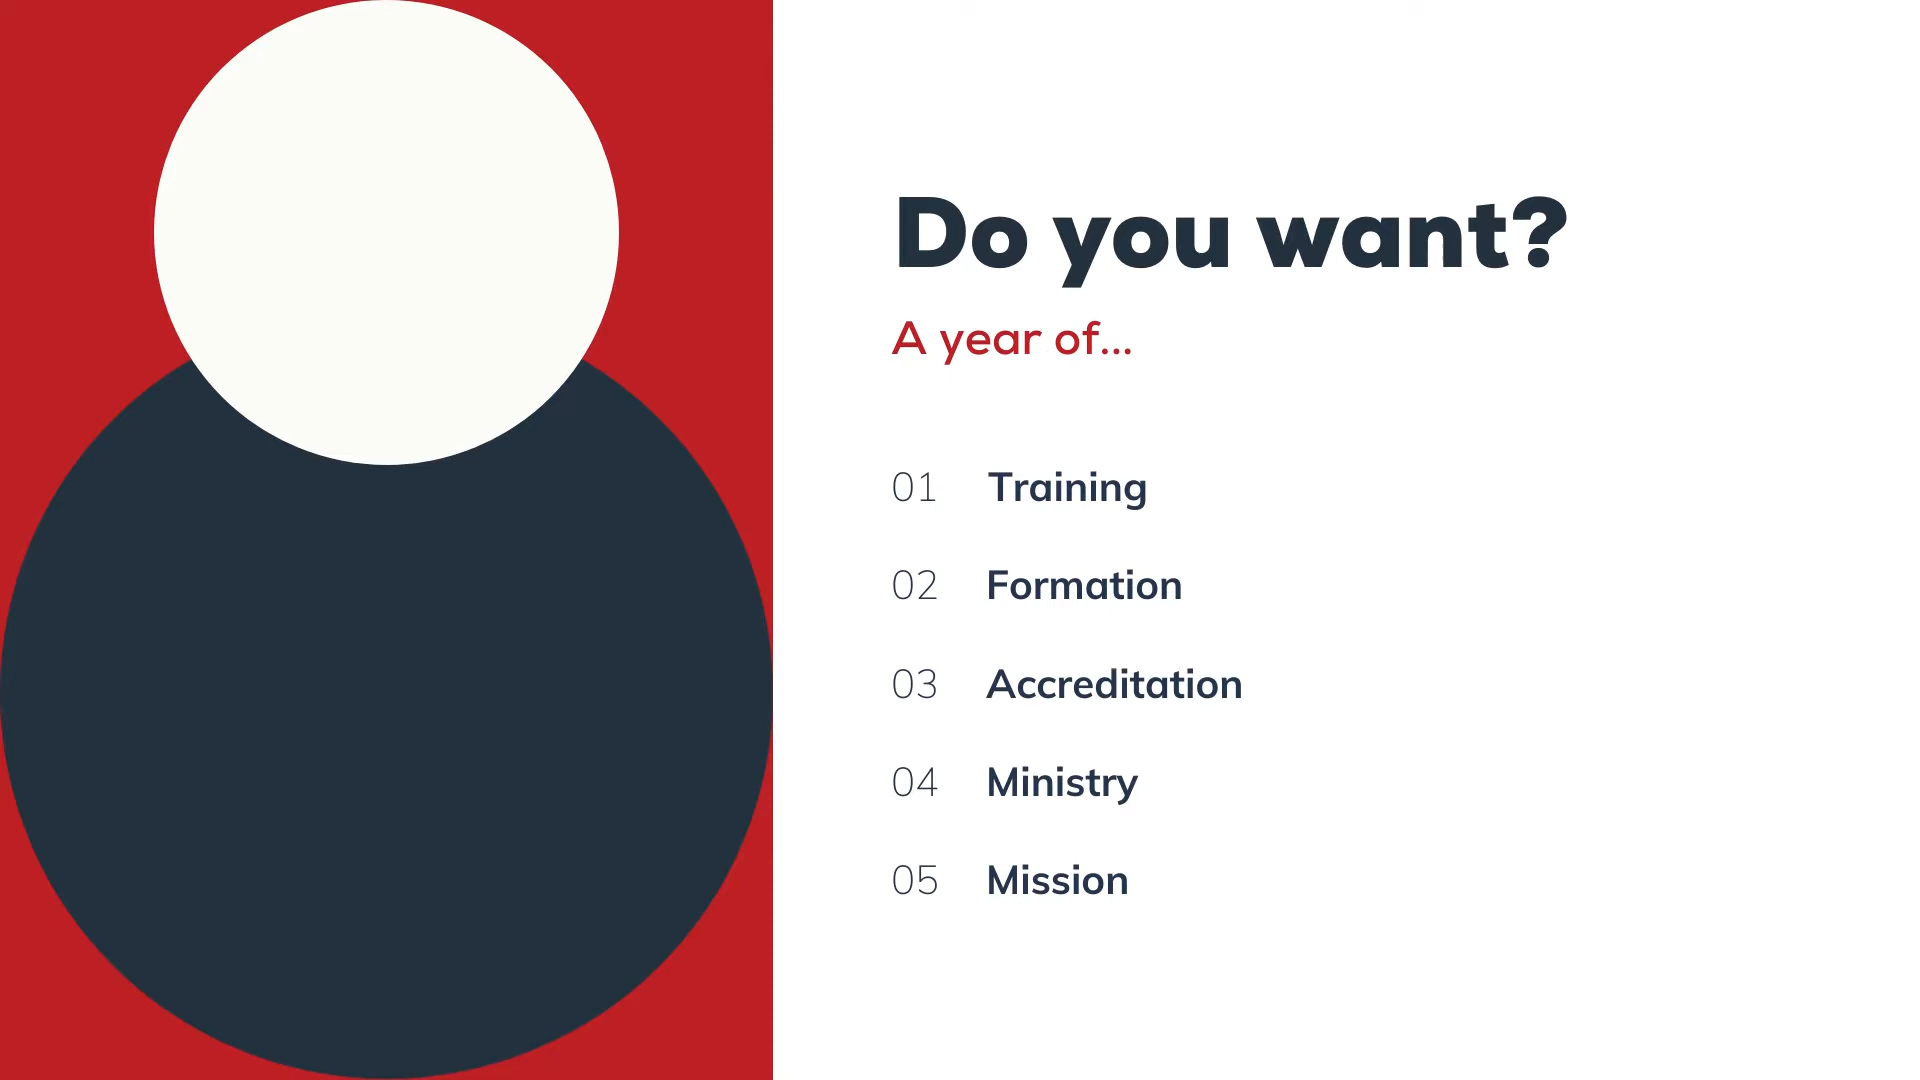 Do you want?
A year of...
01 Training
02 Formation
03 Accreditation
04 Ministry
05 Mission